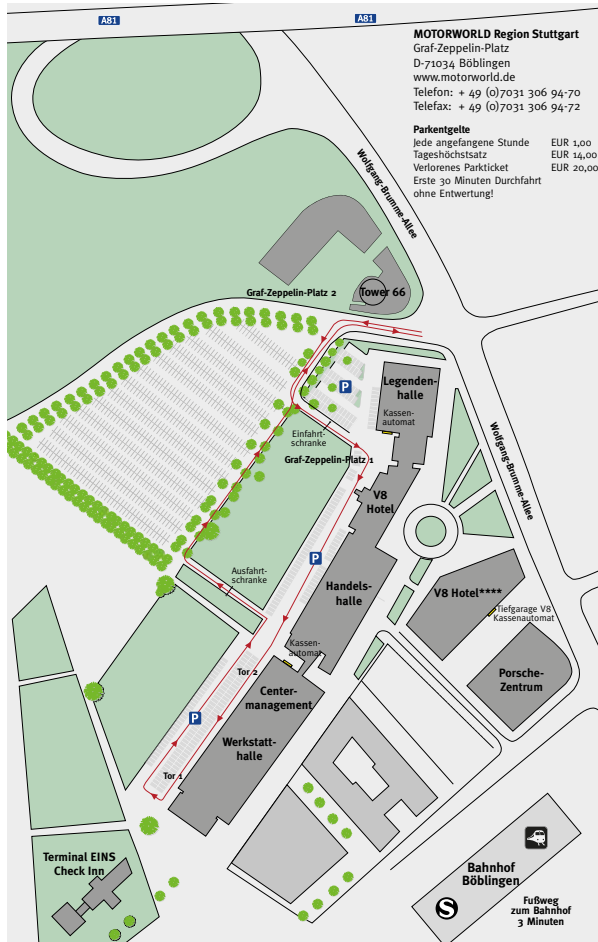 A81
A81
MOTORWORLD Region Stuttgart
Graf-Zeppelin-Platz
D-71034 Böblingen
www.motorworld.de
Telefon: + 49 (0)7031 306 94-70
Telefax: + 49 (0)7031 306 94-72
Parkentgelte
Jede angefangene Stunde EUR 1,00
Tageshöchstsatz EUR 14,00
Verlorenes Parkticket EUR 20,00
Erste 30 Minuten Durchfahrt
ohne Entwertung!
Wolfgang-Brumme-Allee
Graf-Zeppelin-Platz 2
Tower 66
P
Legenden-
halle
Kassen-
automat
Einfahrt-
schranke
Graf-Zeppelin-Platz 1
Wolfgang-Brumme-Allee
V8
Hotel
P
Ausfahrt-
schranke
Handels-
halle
V8 Hotel****
Tiefgarage V8
Kassenautomat
Kassen-
automat
Tor 2
Porsche-
Zentrum
Center-
management
P
Werkstatt-
halle
Tor 1
Terminal EINS
Check Inn
Bahnhof
Böblingen
S
Fußweg
zum Bahnhof
3 Minuten